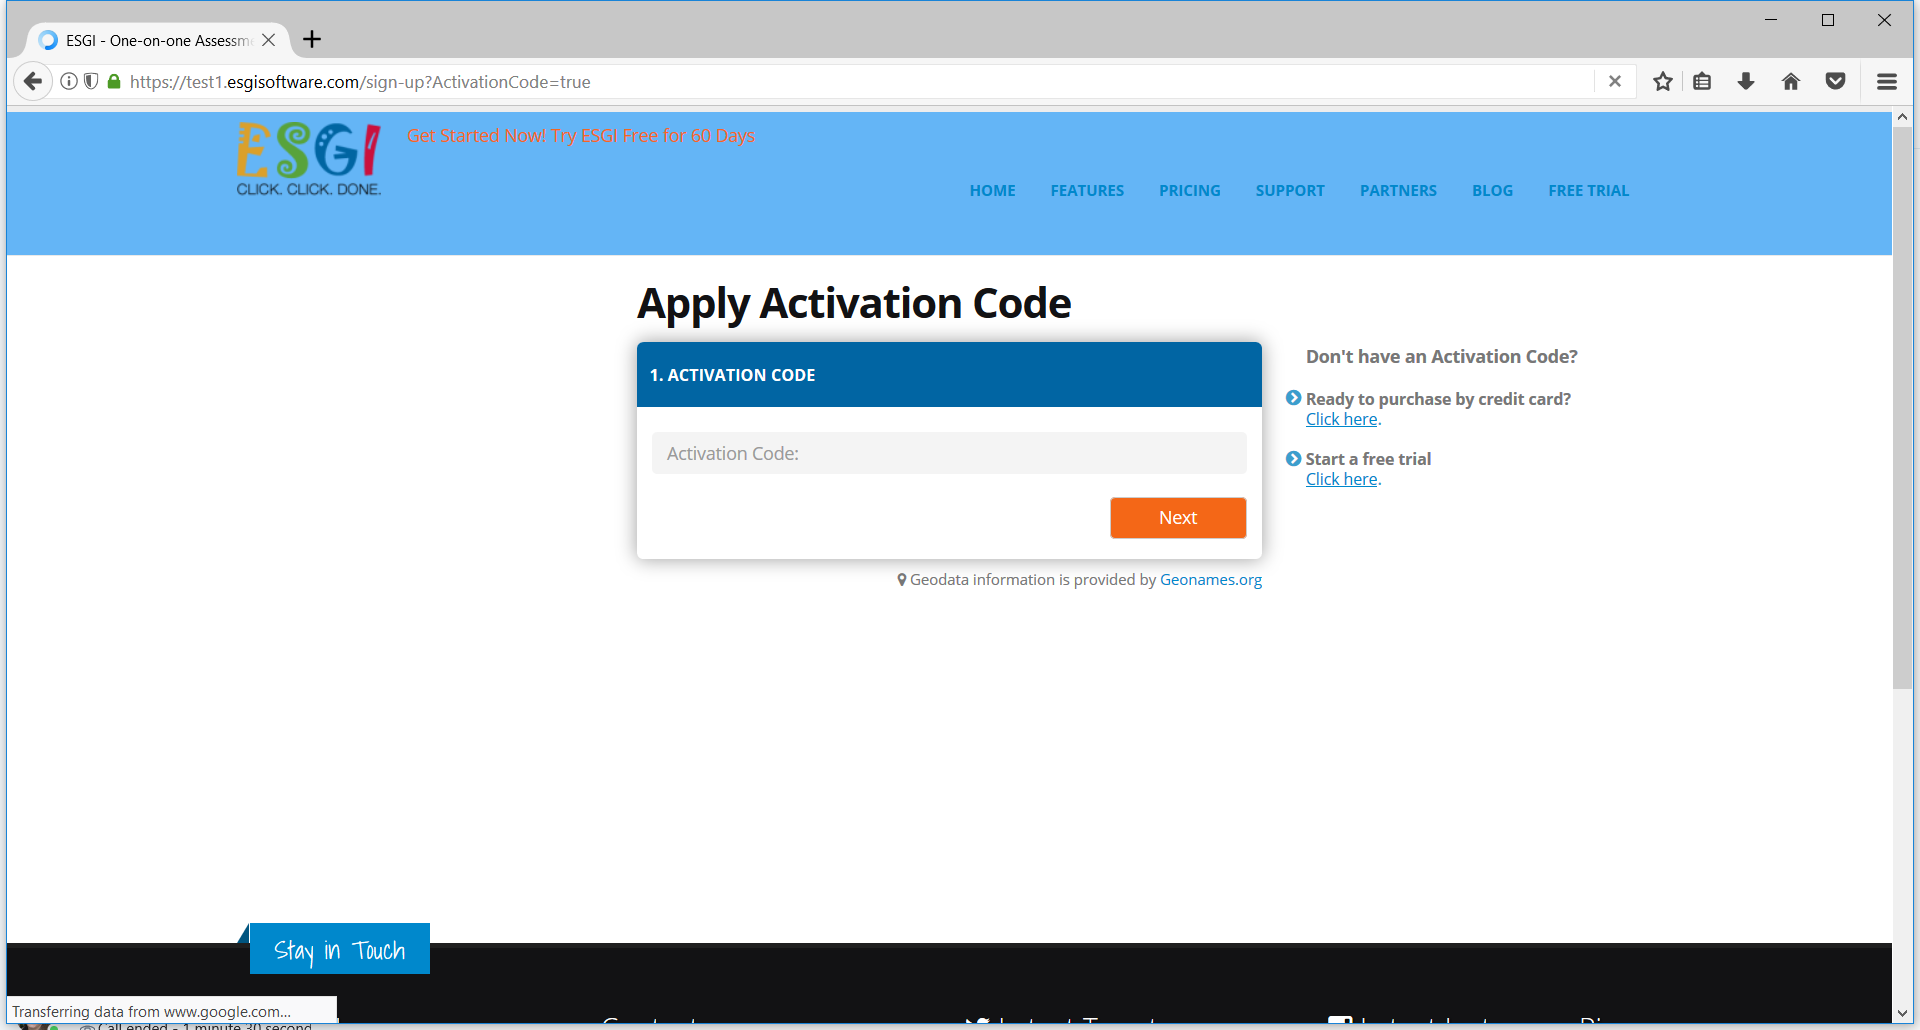 ESGI - One-on-one Assessm
https://test1.esgisoftware.com/sign-up?ActivationCode=true
ESGI
CLICK. CLICK. DONE.
Get Started Now! Try ESGI Free for 60 Days
HOME FEATURES PRICING SUPPORT PARTNERS BLOG FREE TRIAL
Apply Activation Code
1. ACTIVATION CODE
Activation Code:
Next
Geodata information is provided by Geonames.org
Don't have an Activation Code?
Ready to purchase by credit card?
Click here.
Start a free trial
Click here.
Stay in Touch
Transferring data from www.google.com...
Call ended - 1 minute 30 second